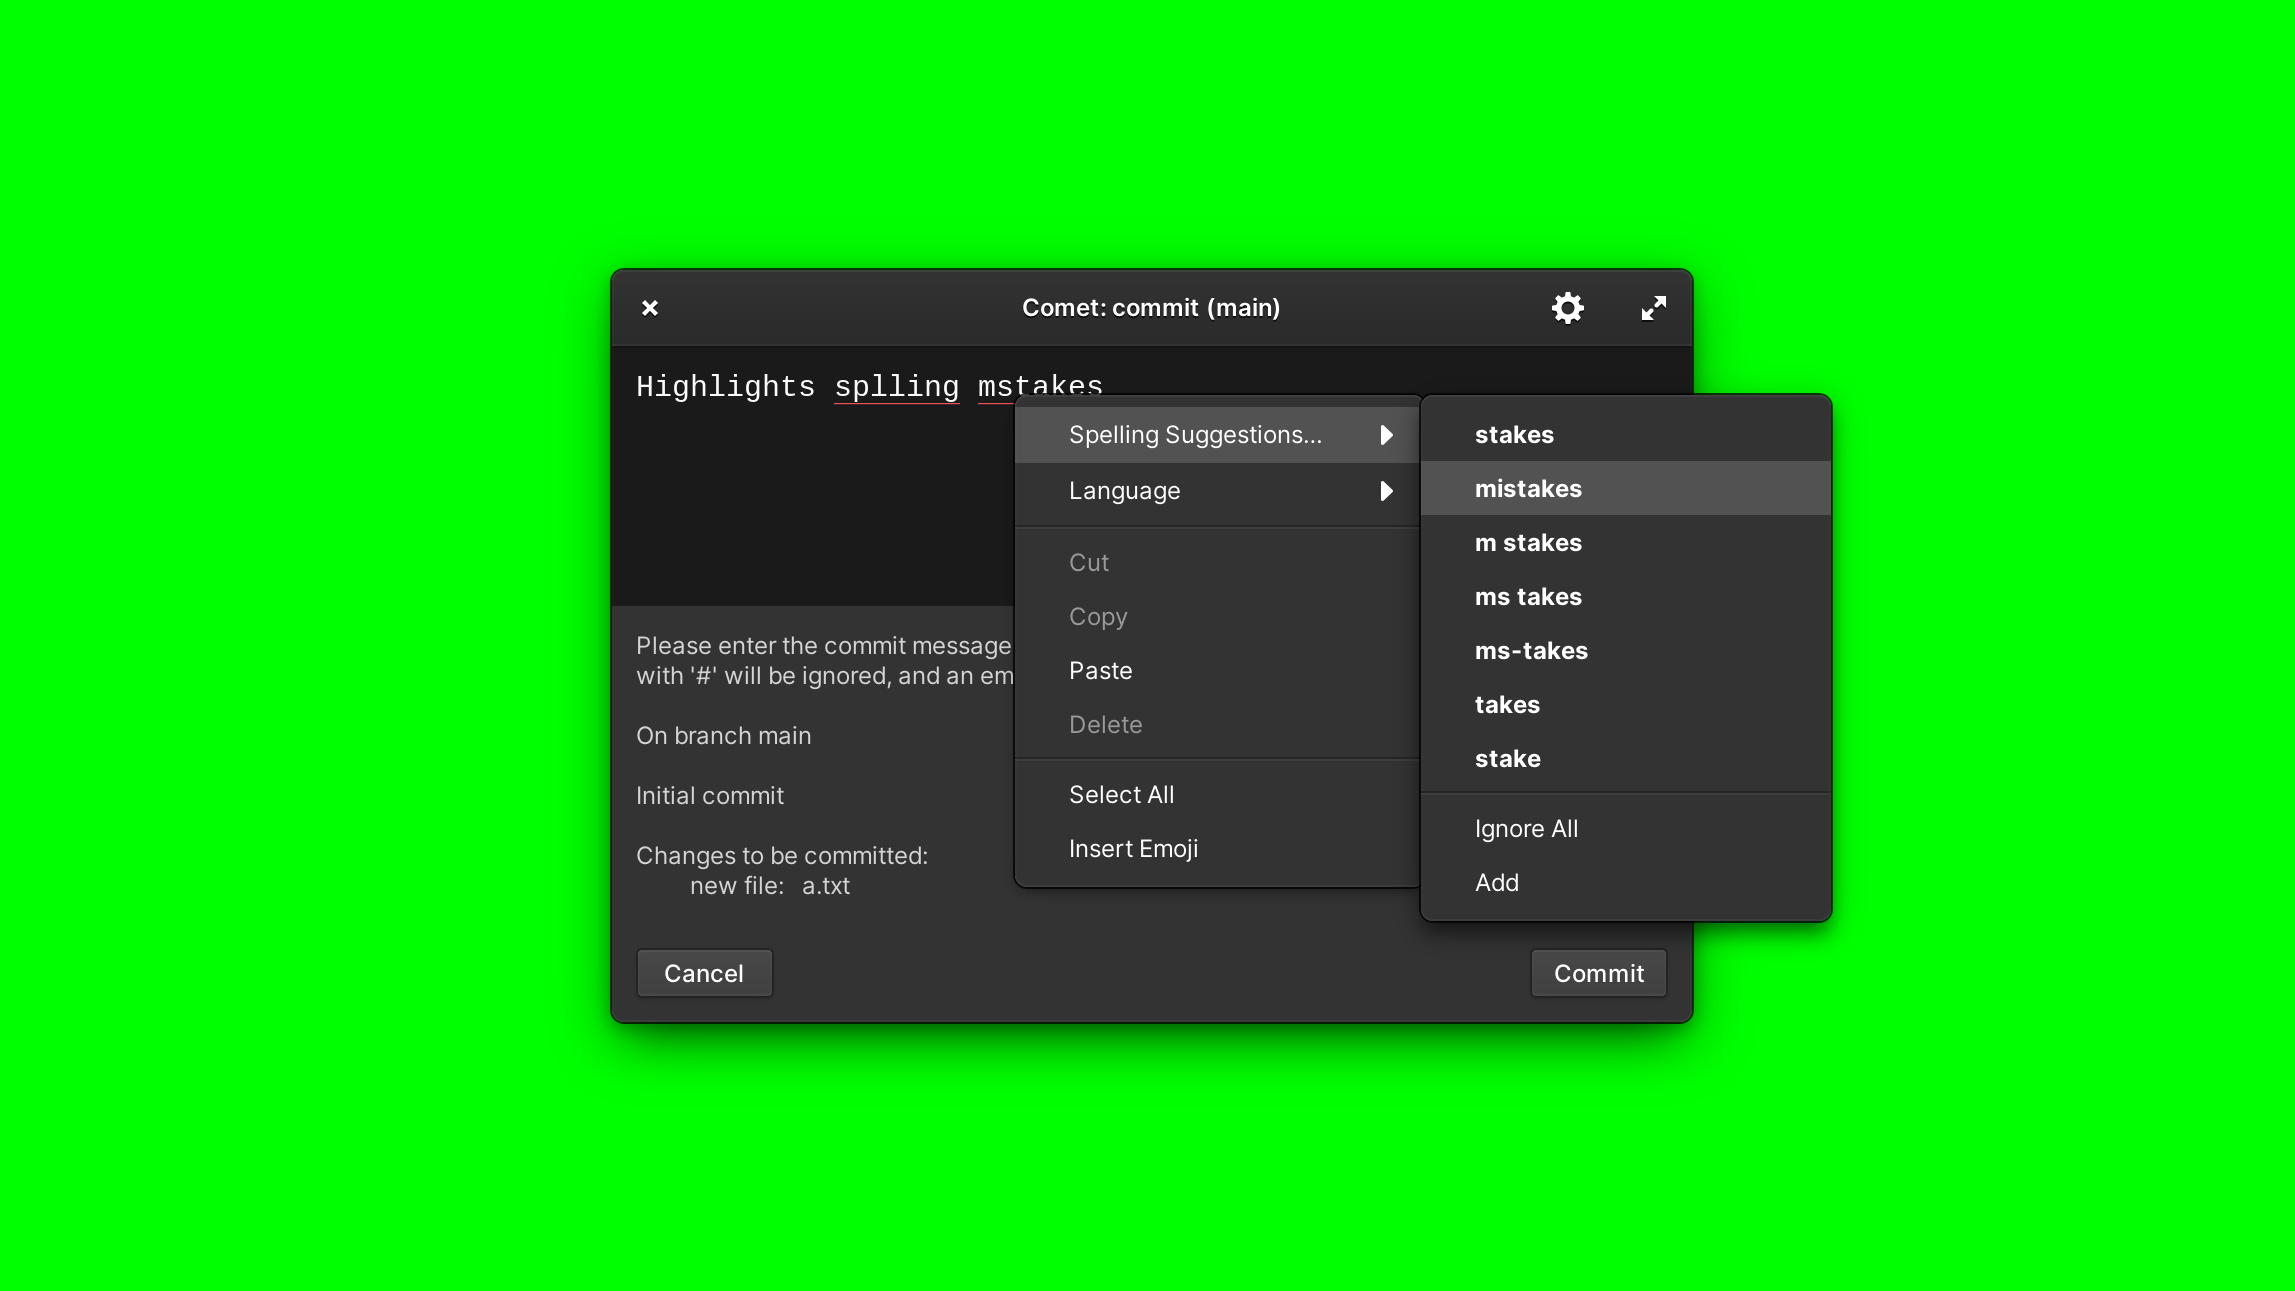 Comet: commit (main)
Highlights splling mstakes
Spelling Suggestions...
Language
Cut
Copy
Paste
Delete
Select All
Insert Emoji
stakes
mistakes
m stakes
ms takes
ms-takes
takes
stake
Ignore All
Add
Please enter the commit message
with '#' will be ignored, and an em
On branch main
Initial commit
Changes to be committed:
new file: a.txt
Cancel
Commit